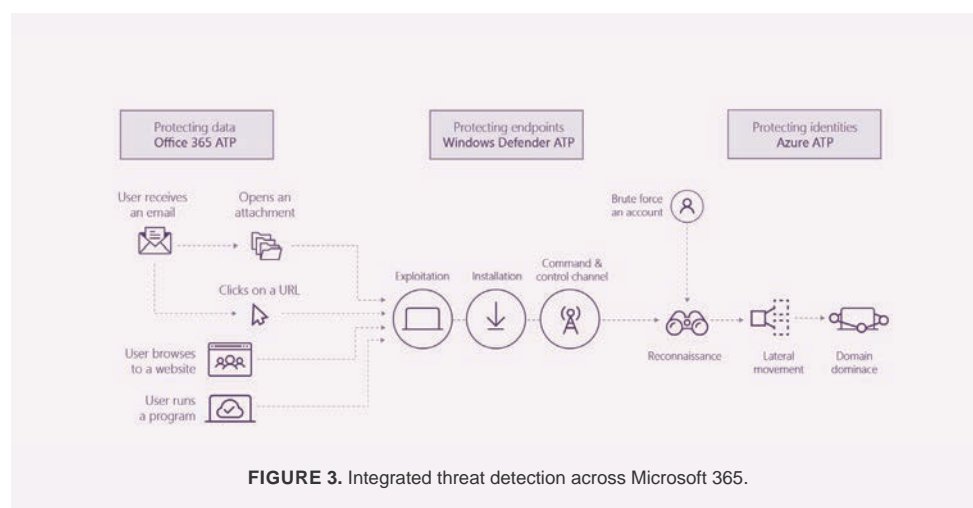 Protecting data
Office 365 ATP
Protecting endpoints
Windows Defender ATP
Protecting identities
Azure ATP
User receives
an email
Opens an
attachment
Clicks on a URL
User browses
to a website
User runs
a program
Exploitation
Installation
Command &
control channel
Brute force
an account
Reconnaissance
Lateral
movement
Domain
dominace
FIGURE 3. Integrated threat detection across Microsoft 365.